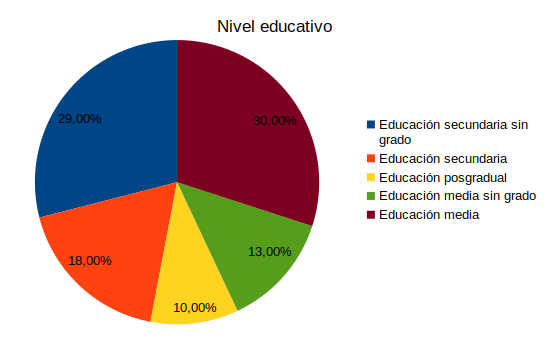 Nivel educativo
29,00%
30,00%
18,00%
13,00%
10,00%
Educación secundaria sin
grado
Educación secundaria
Educación posgradual
Educación media sin grado
Educación media